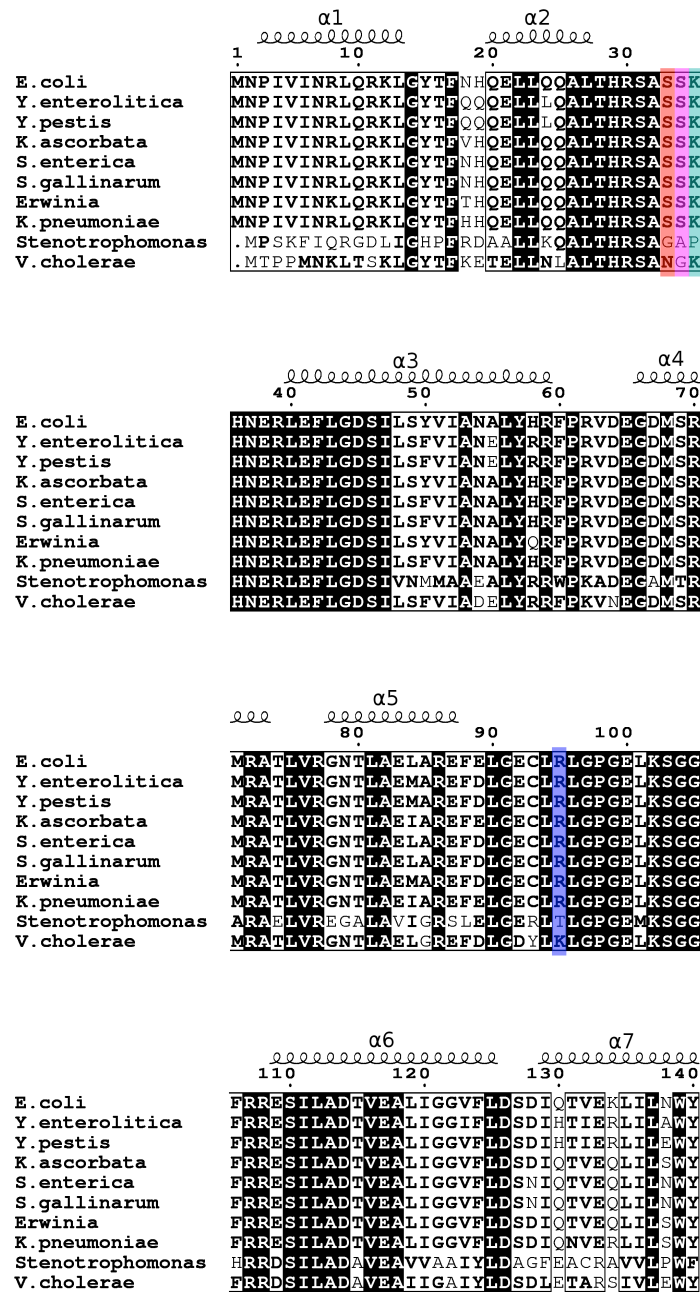 α1 α2
1 10 20 30
E.coli MNPIVINRLQRKLGYTFNHQELLQQALTHRSASSK
Y.enterolitica MNPIVINRLQRKLGYTFQQQELLLQALTHRSASSK
Y.pestis MNPIVINRLQRKLGYTFQQQELLLQALTHRSASSK
K.ascorbata MNPIVINRLQRKLGYTFVHQELLQQALTHRSASSK
S.enterica MNPIVINRLQRKLGYTFNHQELLQQALTHRSASSK
S.gallinarum MNPIVINRLQRKLGYTFNHQELLQQALTHRSASSK
Erwinia MNPIVINKLQRKLGYTFTHQELLQQALTHRSASSK
K.pneumoniae MNPIVINRLQRKLGYTFHHQELLQQALTHRSASSK
Stenotrophomonas .MPSKFIQRGDLIGHPFRDAALLKQALTHRSAGAP
V.cholerae .MTPPMNKLTSKLGYTFKETELLNLALTHRSANGK
α3 α4
40 50 60 70
E.coli HNERLEFLGDSILSYVIANALYHRFPRVDEGDMSR
Y.enterolitica HNERLEFLGDSILSFVIANELYRRFPRVDEGDMSR
Y.pestis HNERLEFLGDSILSFVIANELYRRFPRVDEGDMSR
K.ascorbata HNERLEFLGDSILSYVIANALYHRFPRVDEGDMSR
S.enterica HNERLEFLGDSILSFVIANALYHRFPRVDEGDMSR
S.gallinarum HNERLEFLGDSILSFVIANALYHRFPRVDEGDMSR
Erwinia HNERLEFLGDSILSFVIANALYQRFPRVDEGDMSR
K.pneumoniae HNERLEFLGDSILSFVIANALYHRFPRVDEGDMSR
Stenotrophomonas HNERLEFLGDSIVNMMAAEALYRRWPKADEGAMTR
V.cholerae HNERLEFLGDSILSFVIADELYRRFPKVNEGDMSR
α5
80 90 100
E.coli MRATLVRGNTLAELAREFELGECLRLGPGELKSGG
Y.enterolitica MRATLVRGNTLAEMAREFDLGECLRLGPGELKSGG
Y.pestis MRATLVRGNTLAEMAREFDLGECLRLGPGELKSGG
K.ascorbata MRATLVRGNTLAEIAREFELGECLRLGPGELKSGG
S.enterica MRATLVRGNTLAELAREFDLGECLRLGPGELKSGG
S.gallinarum MRATLVRGNTLAELAREFDLGECLRLGPGELKSGG
Erwinia MRATLVRGNTLAEMAREFDLGECLRLGPGELKSGG
K.pneumoniae MRATLVRGNTLAEIAREFELGECLRLGPGELKSGG
Stenotrophomonas ARAELVREGALAVIGRSLELGERLTLGPGEMKSGG
V.cholerae MRATLVRGNTLAELGREFDLGDYLKLGPGELKSGG
α6 α7
110 120 130 140
E.coli FRRESILADTVEALIGGVFLDSDIQTVEKLILNWY
Y.enterolitica FRRESILADTVEALIGGIFLDSDIHTIERLILAWY
Y.pestis FRRESILADTVEALIGGVFLDSDIHTIERLILAWY
K.ascorbata FRRESILADTVEALIGGVFLDSDIQTVEQLILSWY
S.enterica FRRESILADTVEALIGGVFLDSNIQTVEQLILNWY
S.gallinarum FRRESILADTVEALIGGVFLDSNIQTVEQLILNWY
Erwinia FRRESILADTVEALIGGVFLDSDIQTVERLILSWY
K.pneumoniae FRRESILADTVEALIGGVFLDSDIQNVERLILSWY
Stenotrophomonas HRRDSILADAVEAVVAAIYLDAGFEACRAVVLPWF
V.cholerae FRRDSILADAVEAIIGAIYLDSDLETARSIVLEWY